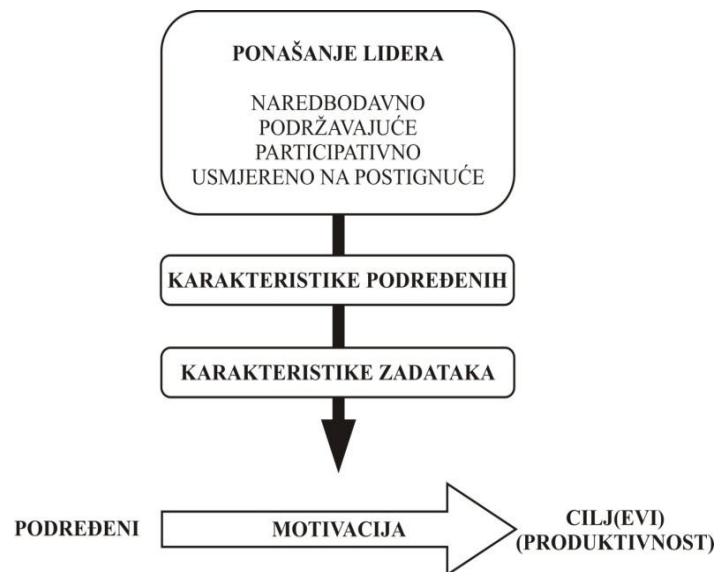 PONAŠANJE LIDERA
NAREDBODAVNO
PODRŽAVAJUĆE
PARTICIPATIVNO
USMJERENO NA POSTIGNUĆE
KARAKTERISTIKE PODREĐENIH
KARAKTERISTIKE ZADATAKA
PODREĐENI
MOTIVACIJA
CILJ(EVI)
(PRODUKTIVNOST)